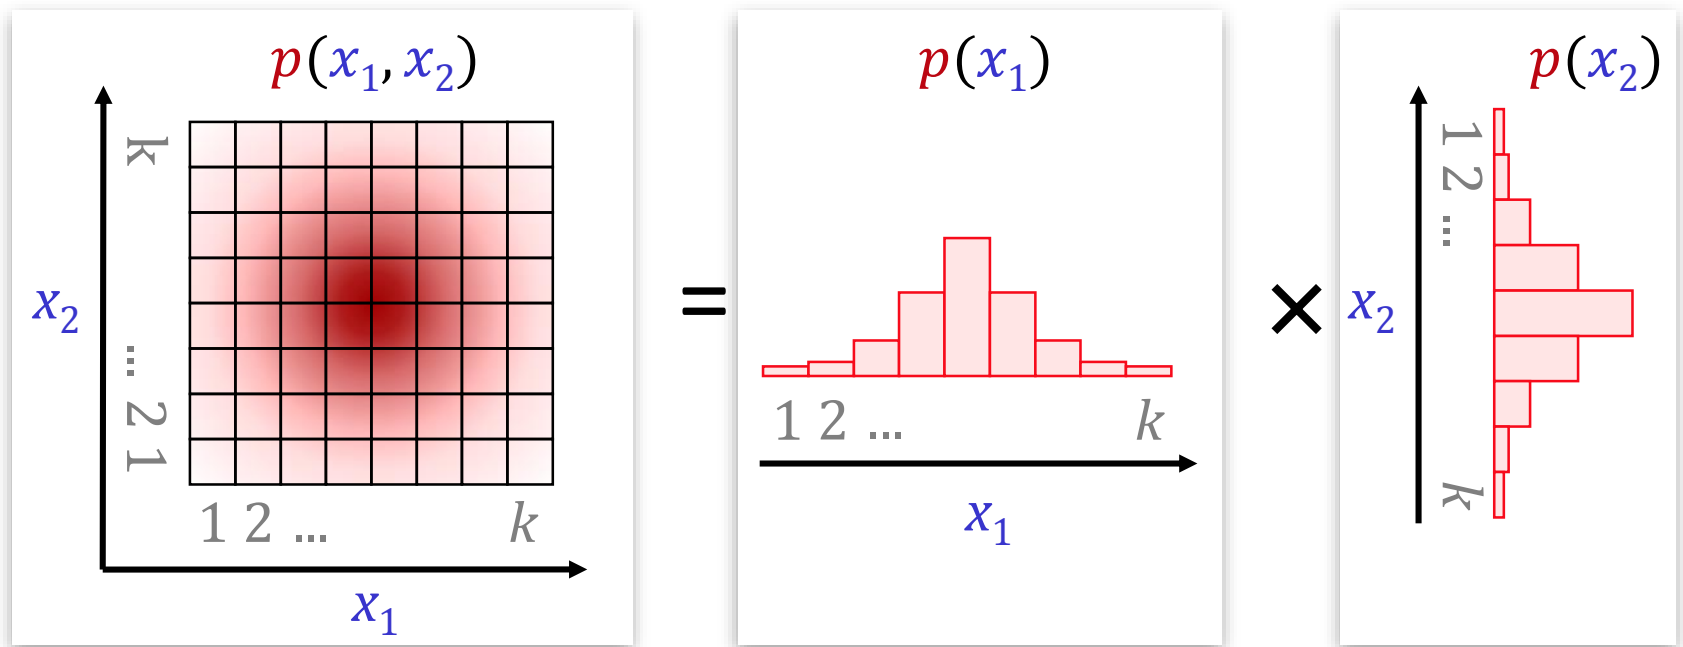 p(x₁, x₂)
k
... 
2
1
x₂
1 2 ... k
x₁
=
p(x₁)
1 2 ... k
x₁
×
p(x₂)
1
2
...
k
x₂